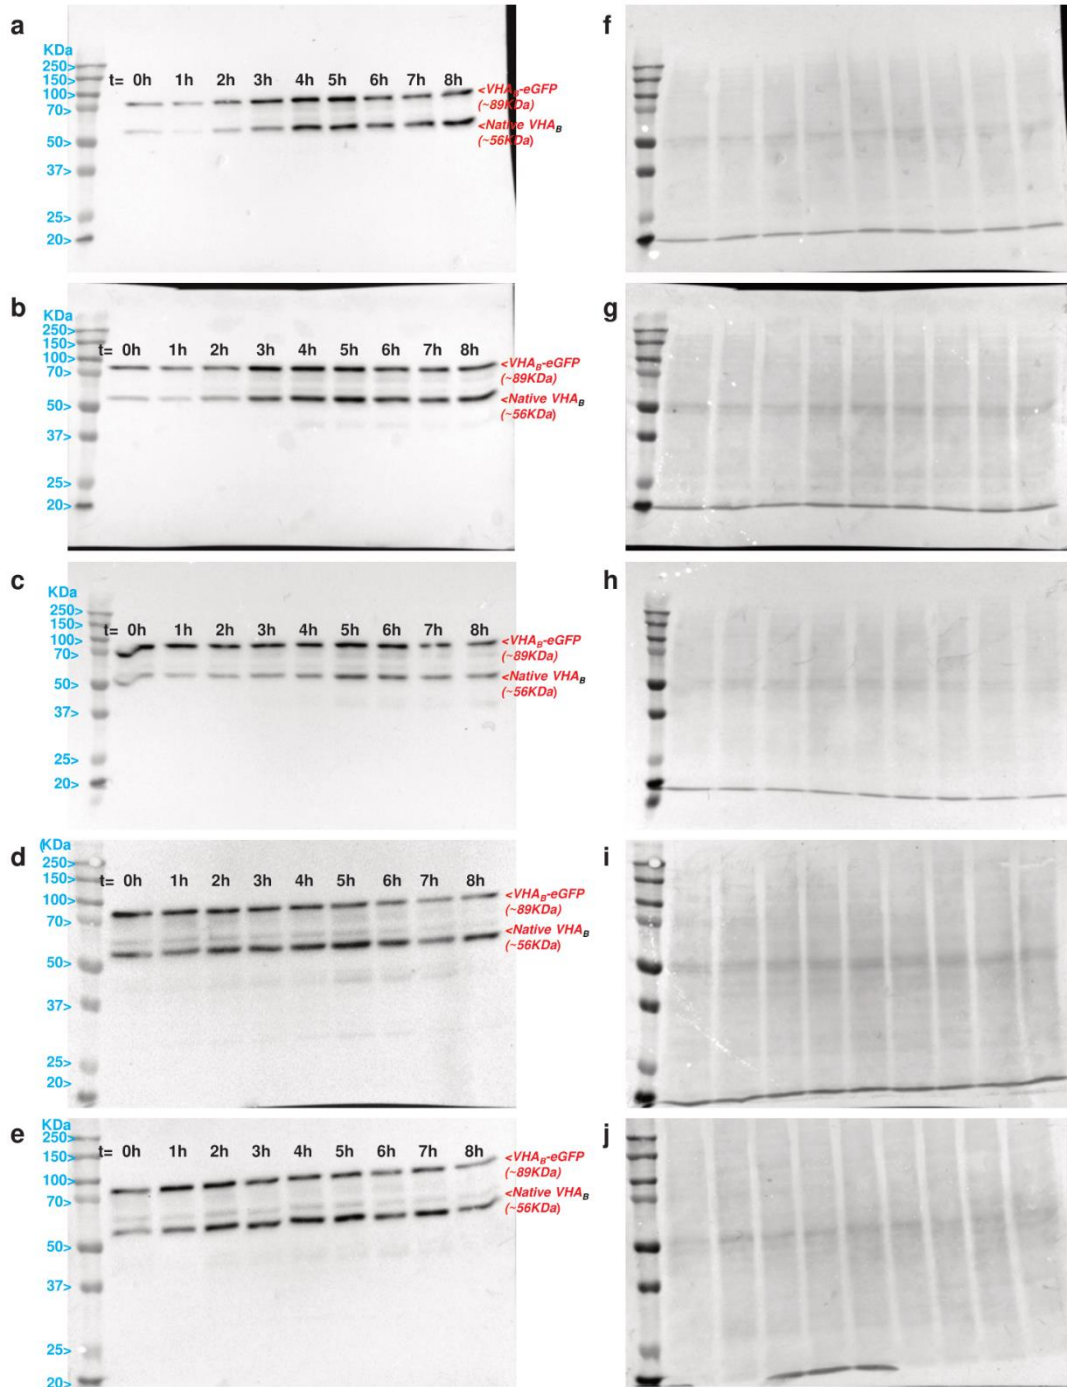 a
KDa
250>
150>
100>
70>
50>
37>
25>
20>
t= 0h 1h 2h 3h 4h 5h 6h 7h 8h
<VHAB-eGFP
(~89KDa)
<Native VHAB
(~56KDa)
f
b
KDa
250>
150>
100>
70>
50>
37>
25>
20>
t= 0h 1h 2h 3h 4h 5h 6h 7h 8h
<VHAB-eGFP
(~89KDa)
<Native VHAB
(~56KDa)
g
c
KDa
250>
150>
100>
70>
50>
37>
25>
20>
t= 0h 1h 2h 3h 4h 5h 6h 7h 8h
<VHAB-eGFP
(~89KDa)
<Native VHAB
(~56KDa)
h
d
(KDa
250>
150>
100>
70>
50>
37>
25>
20>
t= 0h 1h 2h 3h 4h 5h 6h 7h 8h
<VHAB-eGFP
(~89KDa)
<Native VHAB
(~56KDa)
i
e
KDa
250>
150>
100>
70>
50>
37>
25>
20>
t= 0h 1h 2h 3h 4h 5h 6h 7h 8h
<VHAB-eGFP
(~89KDa)
<Native VHAB
(~56KDa)
j